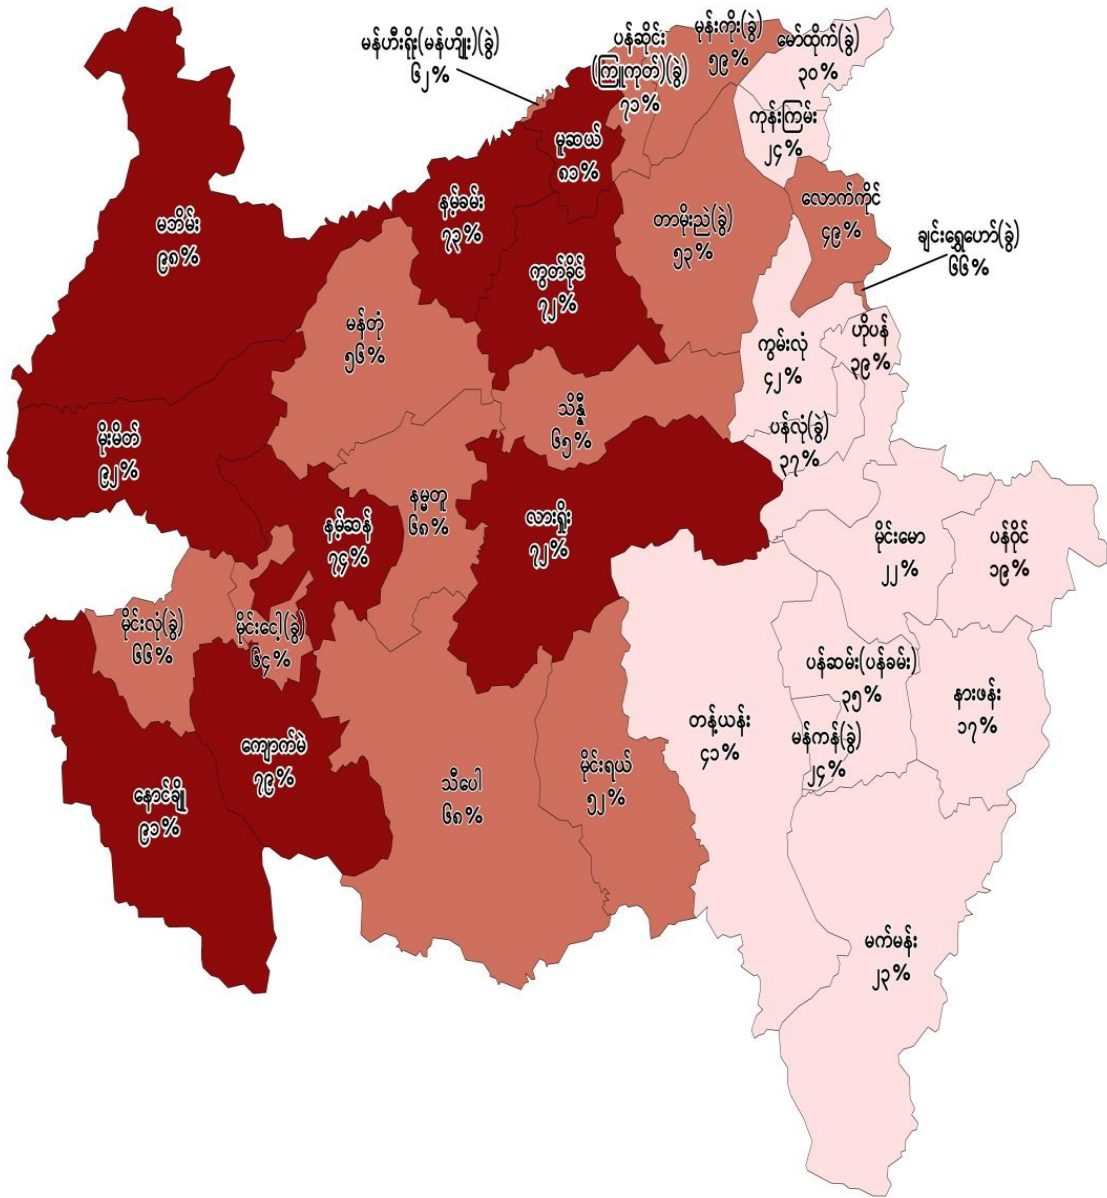 မန်ဟီးရိုး(မန်ဟျိုး)(ခွဲ)
၆၂%
ပန်ဆိုင်း
(ကြူကုတ်)(ခွဲ)
၇၁%
မုန်းကိုး(ခွဲ)
၅၉%
မော်ထိုက်(ခွဲ)
၃၀%
ကုန်းကြမ်း
၂၄%
မူဆယ်
၈၁%
နမ့်ခမ်း
၇၃%
မဘိမ်း
၉၈%
တာမိုးညဲ(ခွဲ)
၅၃%
လောက်ကိုင်
၄၉%
ချင်းရွှေဟော်(ခွဲ)
၆၆%
ကွတ်ခိုင်
၇၂%
မန်တုံ
၅၆%
ကွမ်းလုံ
၄၂%
ဟိုပန်
၃၉%
သိန္နီ
၆၅%
ပန်လုံ(ခွဲ)
၃၇%
မိုးမိတ်
၉၂%
နမ္မတူ
၆၈%
နမ့်ဆန်
၇၄%
လားရှိုး
၇၂%
မိုင်းမော
၂၂%
ပန်ဝိုင်
၁၉%
မိုင်းလုံ(ခွဲ)
၆၆%
မိုင်းငေါ့(ခွဲ)
၆၄%
ပန်ဆမ်း(ပန်ခမ်း)
၃၅%
နားဖန်း
၁၇%
တန့်ယန်း
၄၁%
မန်ကန်(ခွဲ)
၂၄%
ကျောက်မဲ
၇၉%
မိုင်းရယ်
၅၂%
သီပေါ
၆၈%
နောင်ချို
၉၁%
မက်မန်း
၂၃%